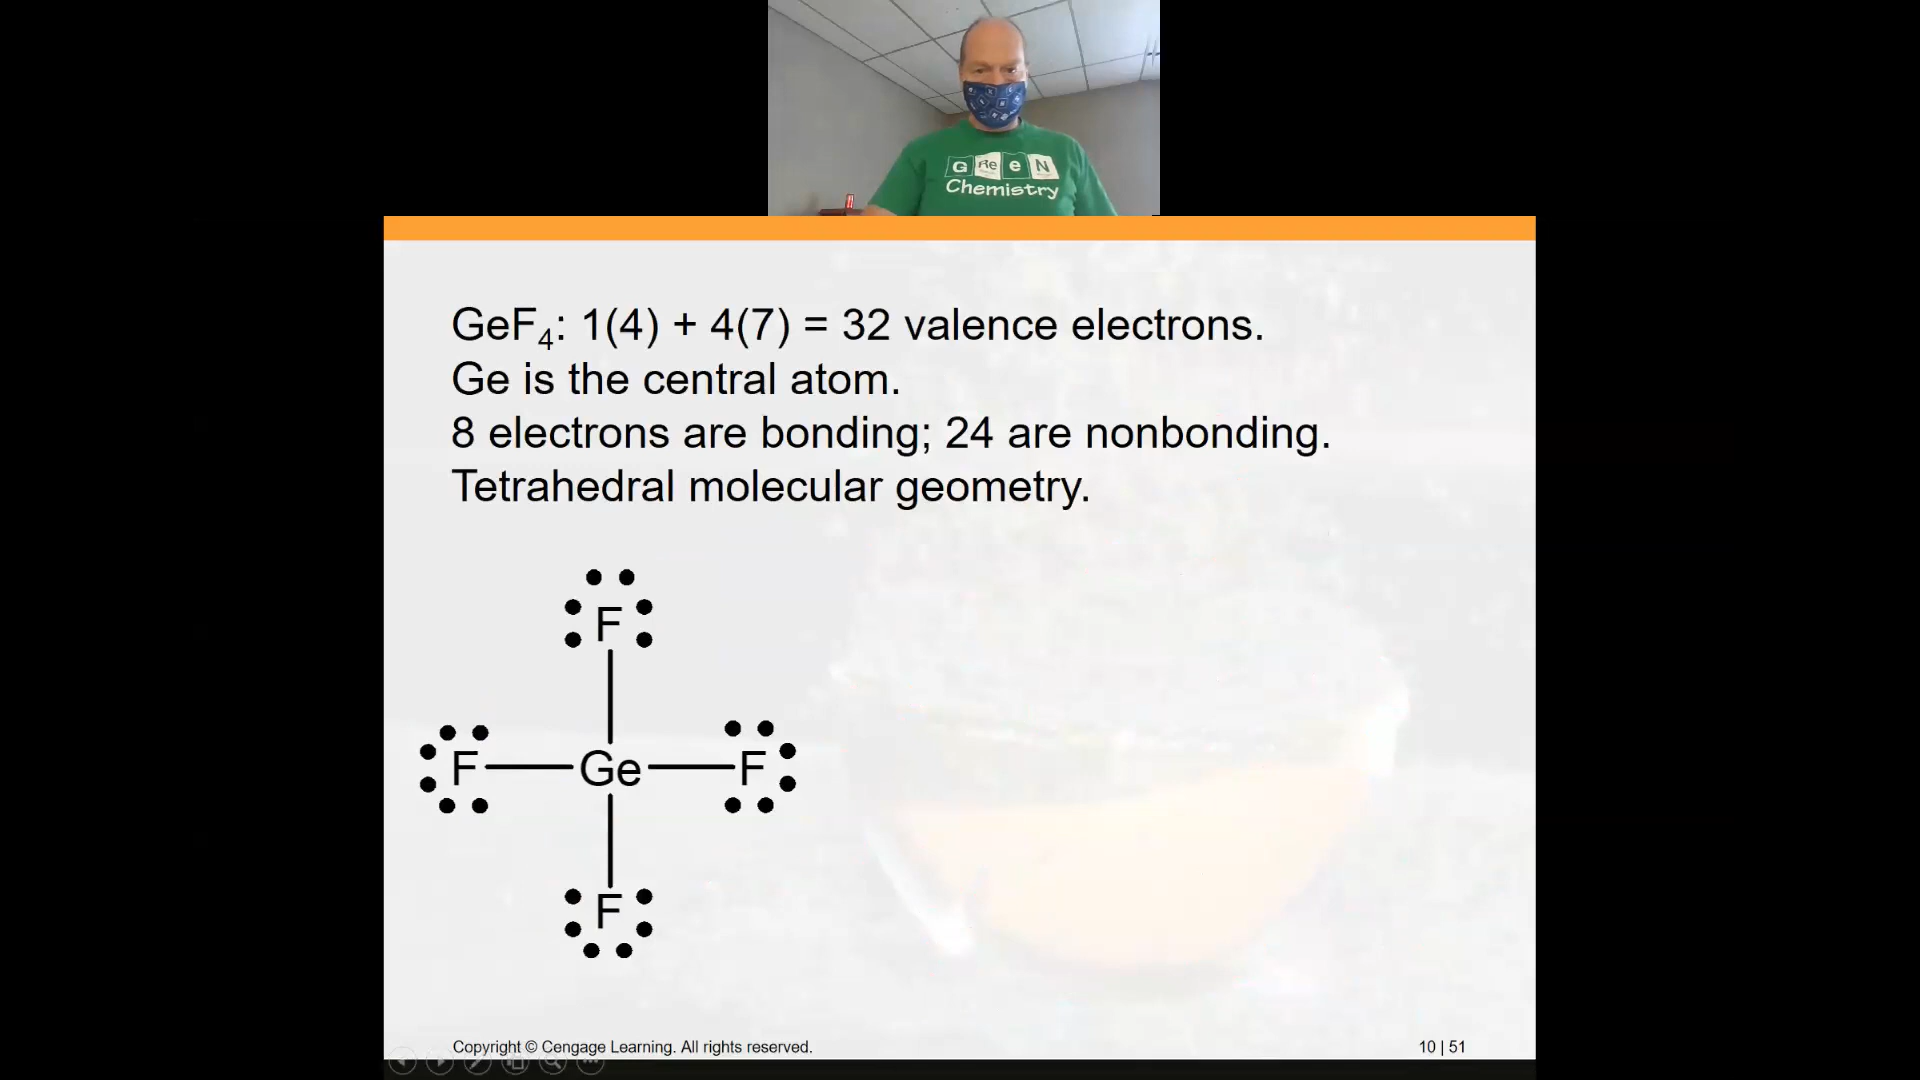 G Re e N
Chemistry
GeF₄: 1(4) + 4(7) = 32 valence electrons.
Ge is the central atom.
8 electrons are bonding; 24 are nonbonding.
Tetrahedral molecular geometry.
F
F Ge F
F
Copyright © Cengage Learning. All rights reserved.
10 | 51